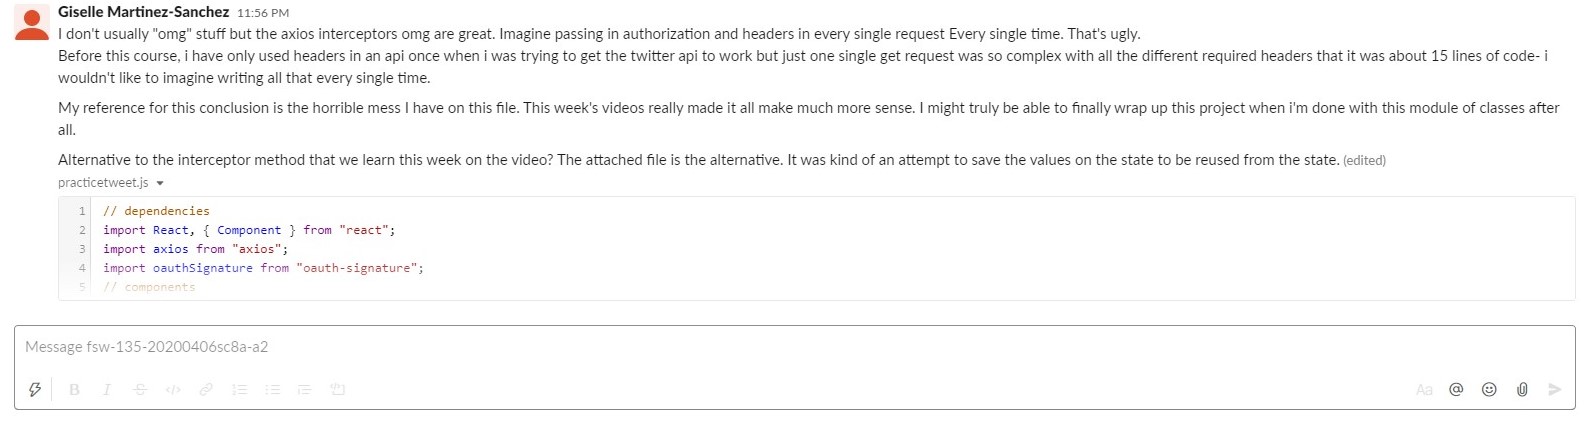 Giselle Martinez-Sanchez 11:56 PM
I don't usually "omg" stuff but the axios interceptors omg are great. Imagine passing in authorization and headers in every single request Every single time. That's ugly.
Before this course, i have only used headers in an api once when i was trying to get the twitter api to work but just one single get request was so complex with all the different required headers that it was about 15 lines of code- i
wouldn't like to imagine writing all that every single time.
My reference for this conclusion is the horrible mess I have on this file. This week's videos really made it all make much more sense. I might truly be able to finally wrap up this project when i'm done with this module of classes after
all.
Alternative to the interceptor method that we learn this week on the video? The attached file is the alternative. It was kind of an attempt to save the values on the state to be reused from the state. (edited)
practicetweet.js
1 // dependencies
2 import React, { Component } from "react";
3 import axios from "axios";
4 import oauthSignature from "oauth-signature";
5 // components
Message fsw-135-20200406sc8a-a2
B I S </> Aa @